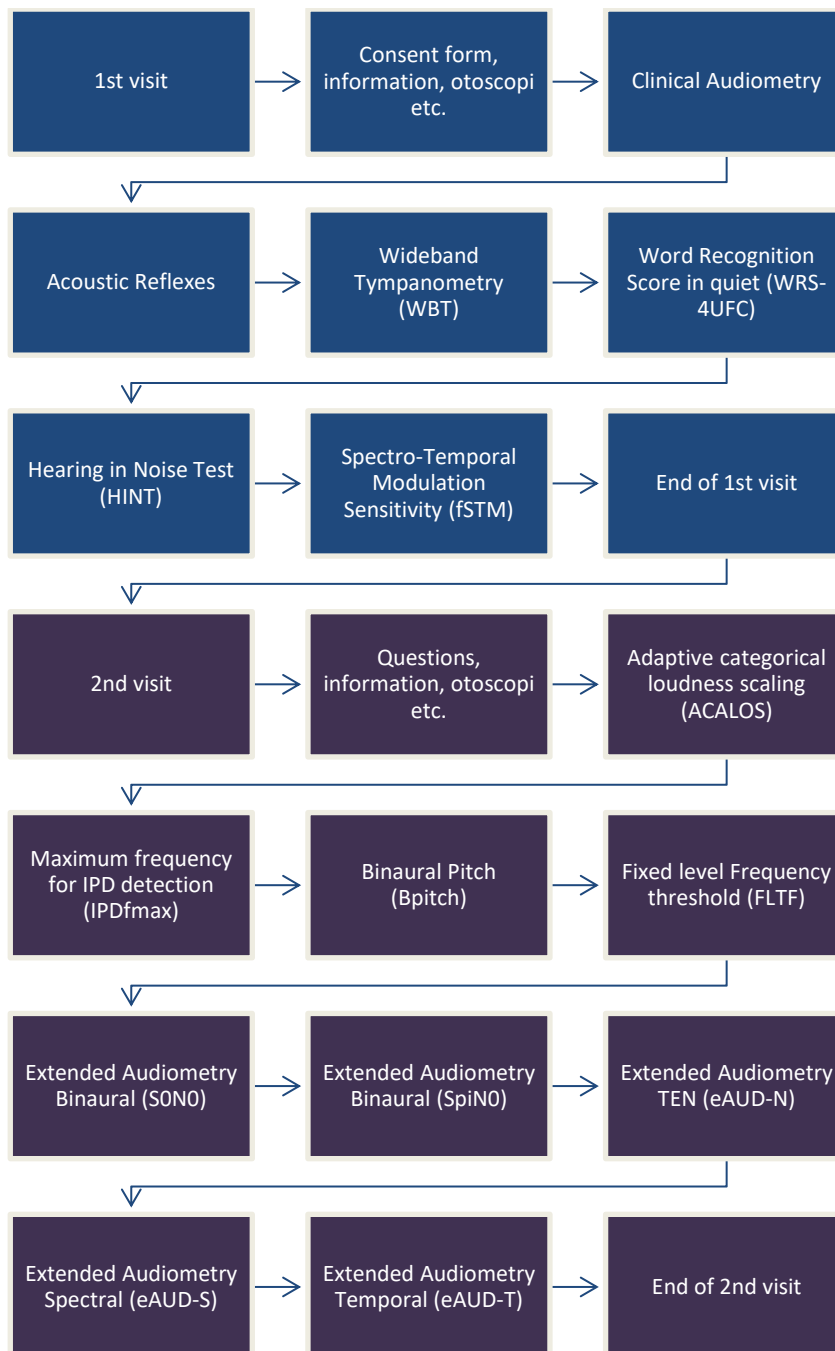 1st visit
Consent form,
information, otoscopi
etc.
Clinical Audiometry
Acoustic Reflexes
Wideband
Tympanometry
(WBT)
Word Recognition
Score in quiet (WRS-
4UFC)
Hearing in Noise Test
(HINT)
Spectro-Temporal
Modulation
Sensitivity (fSTM)
End of 1st visit
2nd visit
Questions,
information, otoscopi
etc.
Adaptive categorical
loudness scaling
(ACALOS)
Maximum frequency
for IPD detection
(IPDfmax)
Binaural Pitch
(Bpitch)
Fixed level Frequency
threshold (FLTF)
Extended Audiometry
Binaural (S0N0)
Extended Audiometry
Binaural (SpiN0)
Extended Audiometry
TEN (eAUD-N)
Extended Audiometry
Spectral (eAUD-S)
Extended Audiometry
Temporal (eAUD-T)
End of 2nd visit